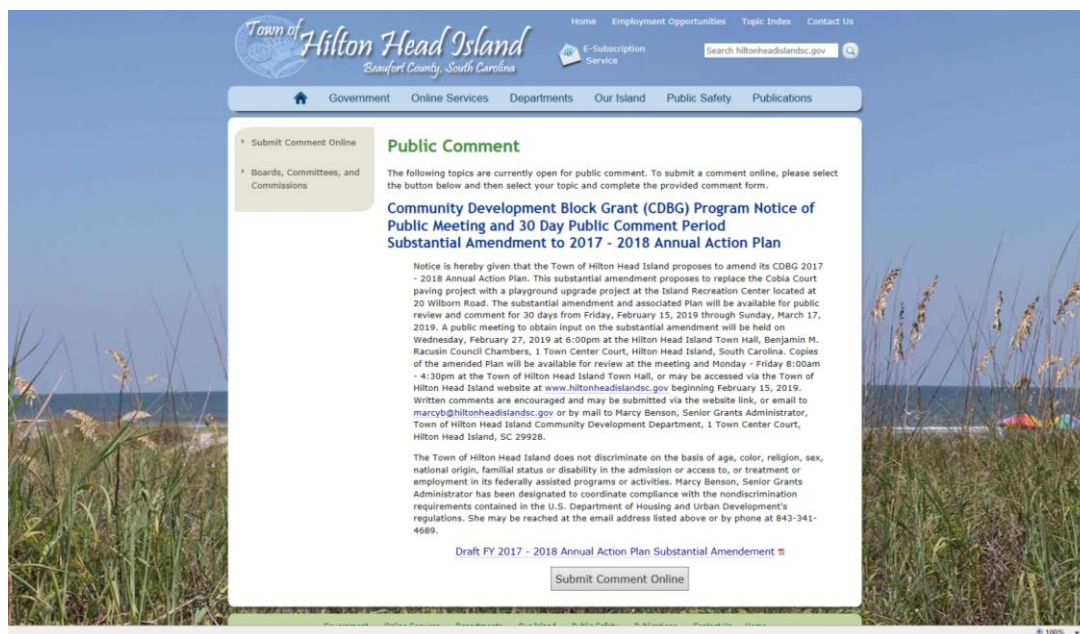 Home Employment Opportunities Topic Index Contact Us
Town of
Hilton Head Island
Beaufort County, South Carolina
E-Subscription
Service
Search hiltonheadislandsc.gov
Government Online Services Departments Our Island Public Safety Publications
Submit Comment Online
Boards, Committees, and
Commissions
Public Comment
The following topics are currently open for public comment. To submit a comment online, please select
the button below and then select your topic and complete the provided comment form.
Community Development Block Grant (CDBG) Program Notice of
Public Meeting and 30 Day Public Comment Period
Substantial Amendment to 2017 - 2018 Annual Action Plan
Notice is hereby given that the Town of Hilton Head Island proposes to amend its CDBG 2017
- 2018 Annual Action Plan. This substantial amendment proposes to replace the Cobia Court
paving project with a playground upgrade project at the Island Recreation Center located at
20 Wilborn Road. The substantial amendment and associated Plan will be available for public
review and comment for 30 days from Friday, February 15, 2019 through Sunday, March 17,
2019. A public meeting to obtain input on the substantial amendment will be held on
Wednesday, February 27, 2019 at 6:00pm at the Hilton Head Island Town Hall, Benjamin M.
Racusin Council Chambers, 1 Town Center Court, Hilton Head Island, South Carolina. Copies
of the amended Plan will be available for review at the meeting and Monday - Friday 8:00am
- 4:30pm at the Town of Hilton Head Island Town Hall, or may be accessed via the Town of
Hilton Head Island website at www.hiltonheadislandsc.gov beginning February 15, 2019.
Written comments are encouraged and may be submitted via the website link, or email to
marcyb@hiltonheadislandsc.gov or by mail to Marcy Benson, Senior Grants Administrator,
Town of Hilton Head Island Community Development Department, 1 Town Center Court,
Hilton Head Island, SC 29928.
The Town of Hilton Head Island does not discriminate on the basis of age, color, religion, sex,
national origin, familial status or disability in the admission or access to, or treatment or
employment in its federally assisted programs or activities. Marcy Benson, Senior Grants
Administrator has been designated to coordinate compliance with the nondiscrimination
requirements contained in the U.S. Department of Housing and Urban Development's
regulations. She may be reached at the email address listed above or by phone at 843-341-
4689.
Draft FY 2017 - 2018 Annual Action Plan Substantial Amendement
Submit Comment Online
Government Online Services Departments Our Island Public Safety Publications Contact Us Home
100%